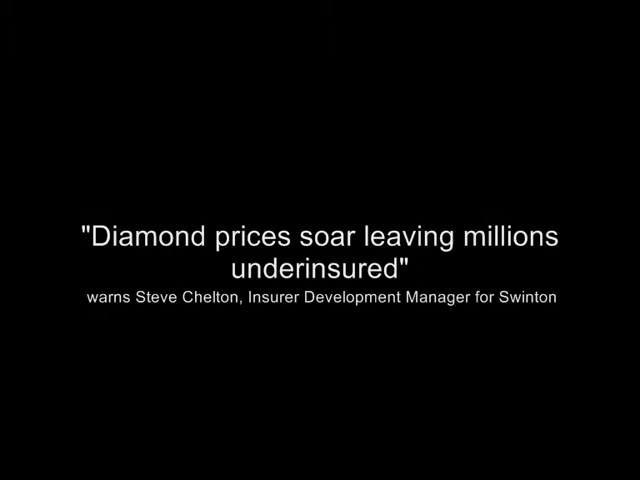 "Diamond prices soar leaving millions
underinsured"
warns Steve Chelton, Insurer Development Manager for Swinton